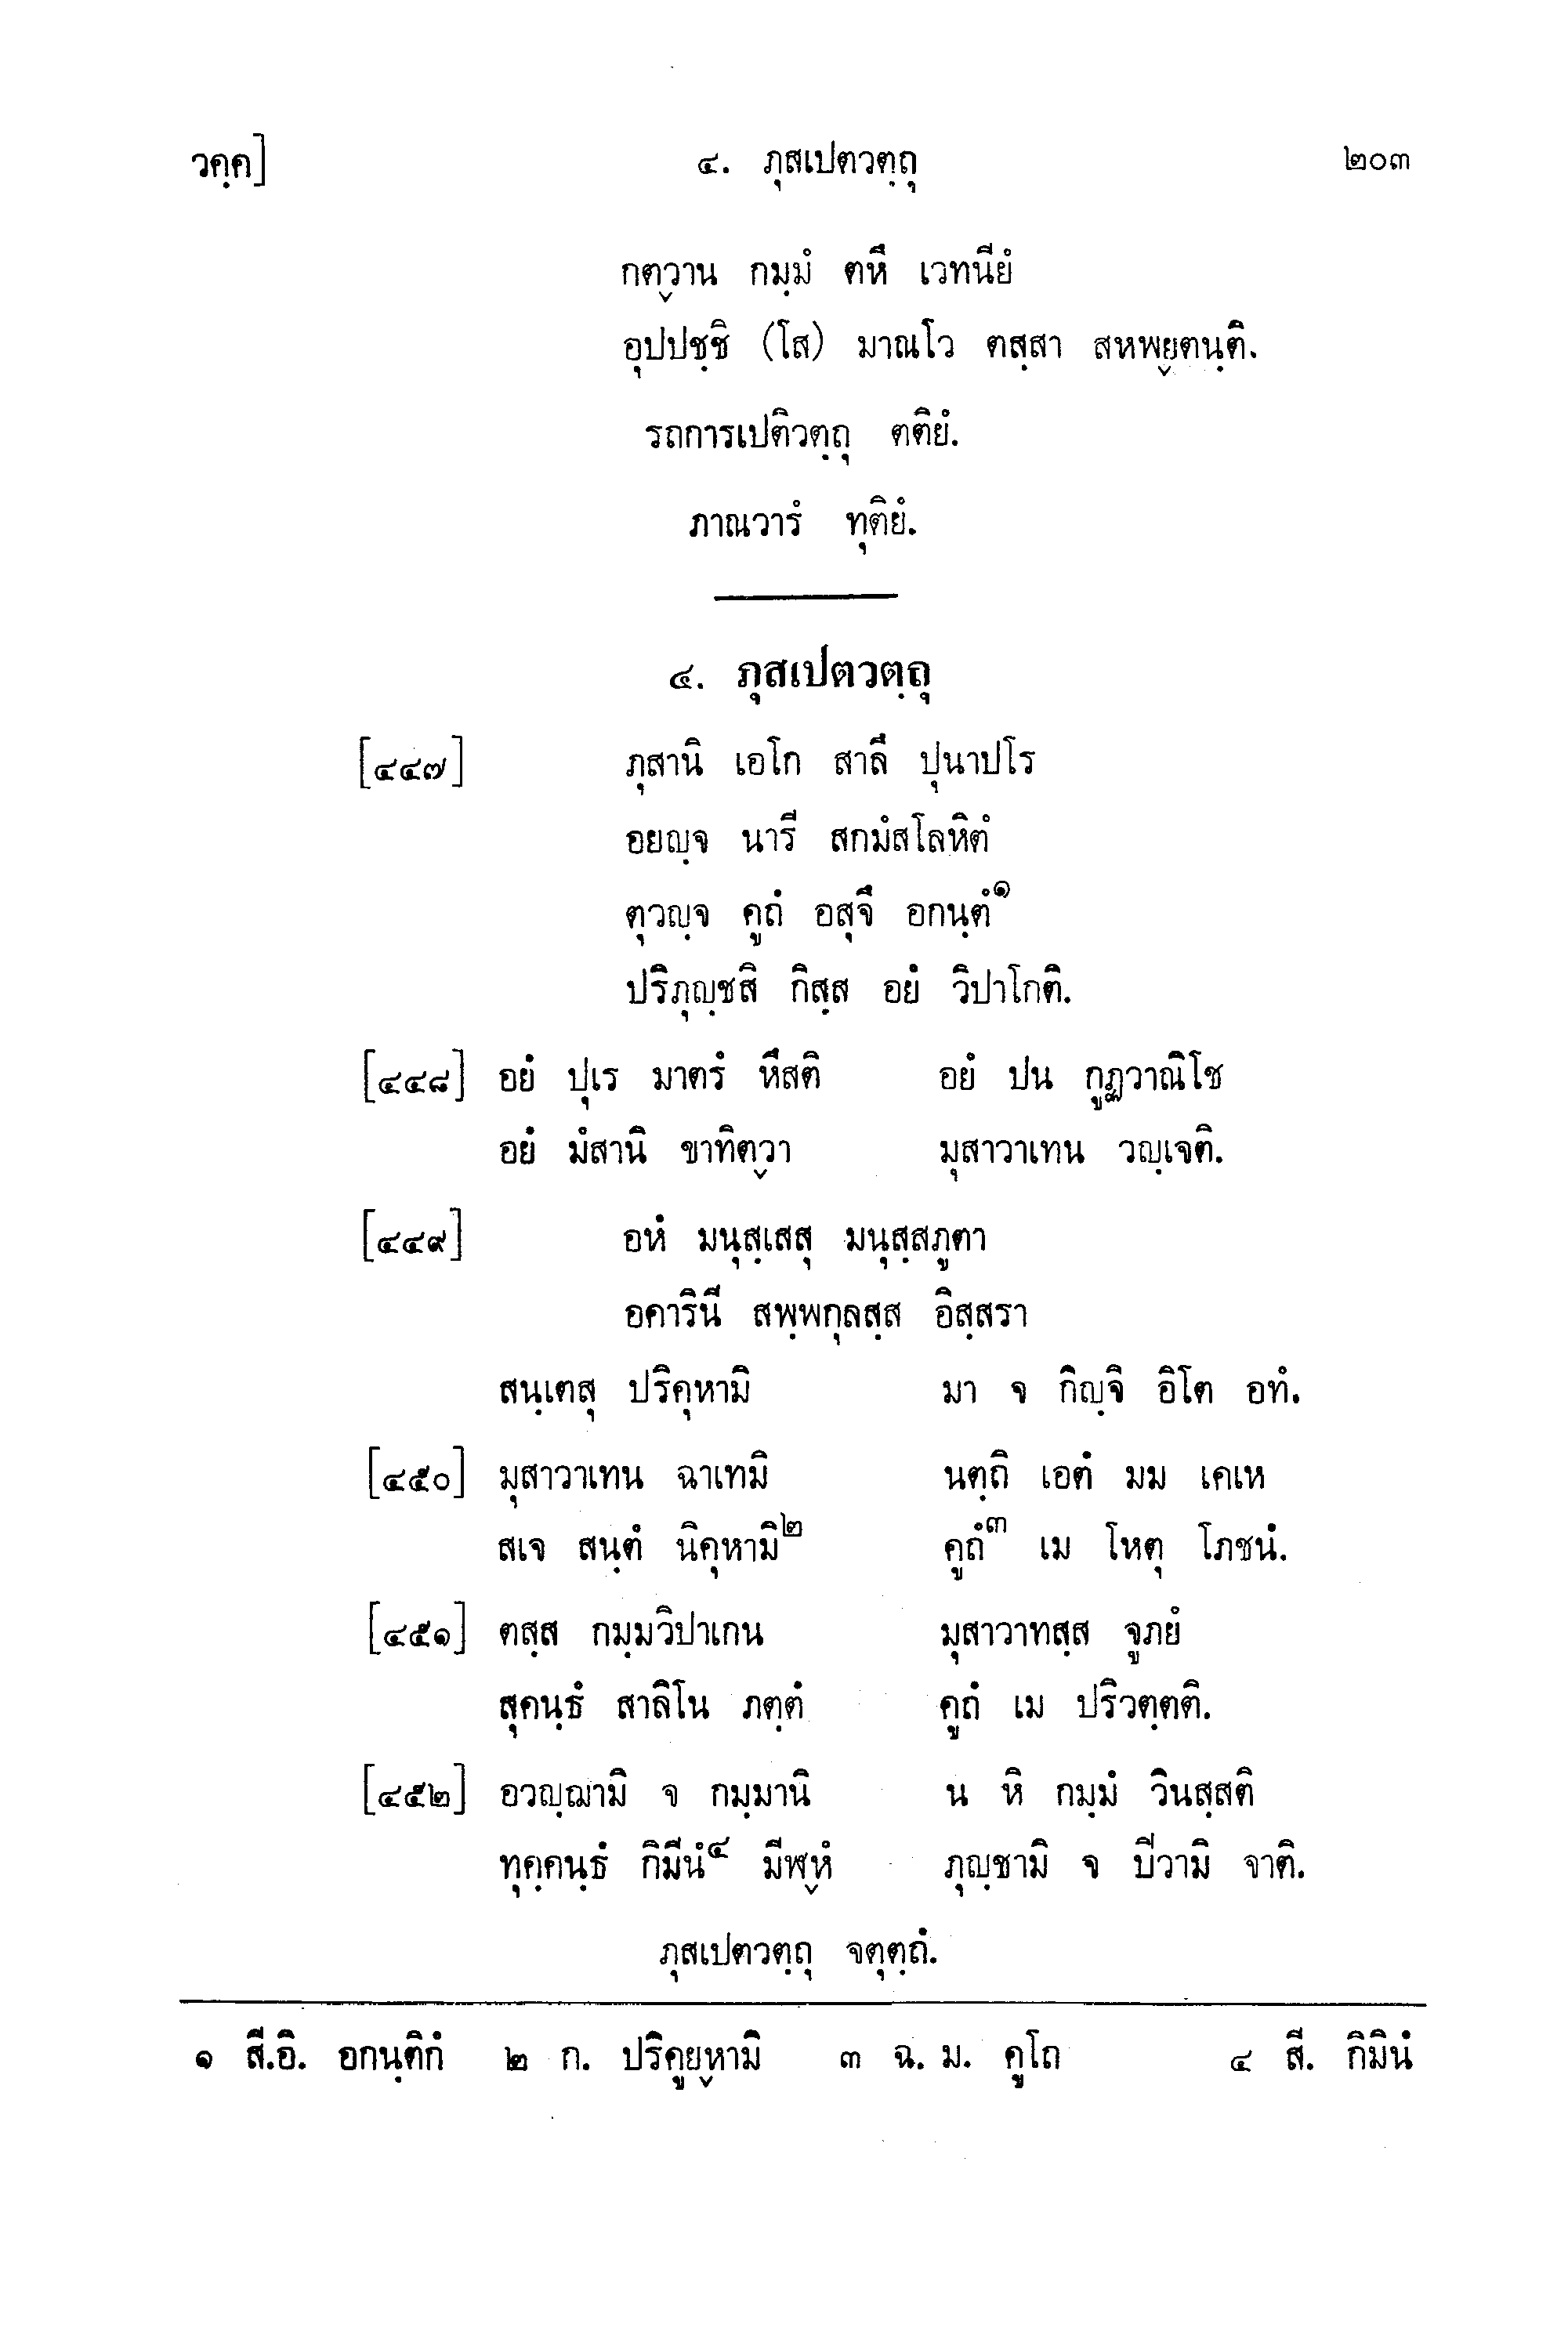 วคฺค] ๔. ภุสเปตวตฺถุ ๒๐๓
กตฺวาน กมฺมํ ตหึ เวทนียํ
อุปปชฺชิ (โส) มาณโว ตสฺสา สหพฺยตนฺติ.
รถการเปติวตฺถุ ตติยํ.
ภาณวารํ ทุติยํ.
๔. ภุสเปตวตฺถุ
[๔๔๗] ภุสานิ เอโก สาลึ ปุนาปโร
อยญฺจ นารี สกมํสโลหิตํ
ตุวญฺจ คูถํ อสุจึ อกนฺตํ๑
ปริภุญฺชสิ กิสฺส อยํ วิปาโกติ.
[๔๔๘] อยํ ปุเร มาตรํ หึสติ อยํ ปน กูฏวาณิโช
อยํ มํสานิ ขาทิตฺวา มุสาวาเทน วญฺเจติ.
[๔๔๙] อหํ มนุสฺเสสุ มนุสฺสภูตา
อคารินี สพฺพกุลสฺส อิสฺสรา
สนฺเตสุ ปริคุหามิ มา จ กิญฺจิ อิโต อทํ.
[๔๕๐] มุสาวาเทน ฉาเทมิ นตฺถิ เอตํ มม เคเห
สเจ สนฺตํ นิคุหามิ๒ คูถํ๓ เม โหตุ โภชนํ.
[๔๕๑] ตสฺส กมฺมวิปาเกน มุสาวาทสฺส จูภยํ
สุคนฺธํ สาลิโน ภตฺตํ คูถํ เม ปริวตฺตติ.
[๔๕๒] อวญฺฌามิ จ กมฺมานิ น หิ กมฺมํ วินสฺสติ
ทุคฺคนฺธํ กิมีนํ๔ มีฬฺหํ ภุญฺชามิ จ ปีวามิ จาติ.
ภุสเปตวตฺถุ จตุตฺถํ.
๑ สี.อิ. อกนฺติกํ ๒ ก. ปริคูยฺหามิ ๓ ฉ. ม. คูโถ ๔ สี. กิมินํ